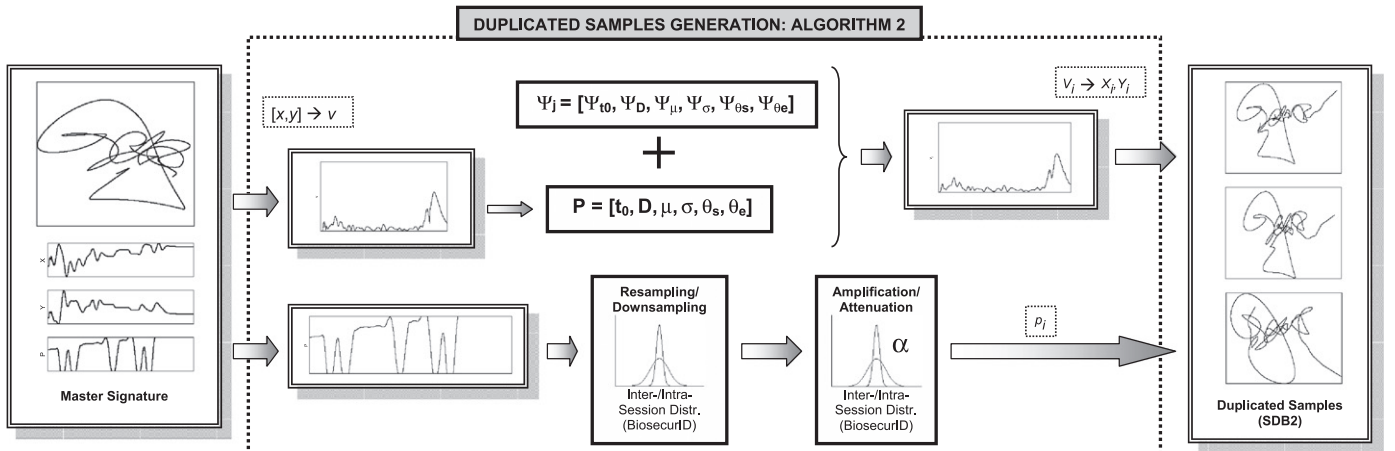 DUPLICATED SAMPLES GENERATION: ALGORITHM 2
X
Y
P
Master Signature
[x,y] → v
Ψj = [Ψt0, ΨD, Ψμ, Ψσ, Ψθs, Ψθe]
+
P = [t0, D, μ, σ, θs, θe]
Vj → Xj,Yj
P
Resampling/
Downsampling
Inter-/Intra-
Session Distr.
(BiosecurID)
Amplification/
Attenuation
α
Inter-/Intra-
Session Distr.
(BiosecurID)
pj
Duplicated Samples
(SDB2)